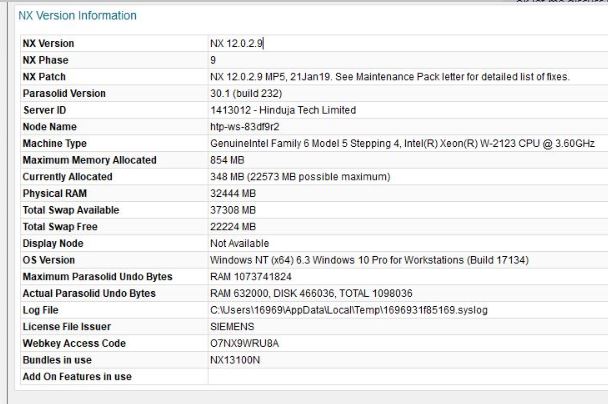 NX Version Information
NX Version NX 12.0.2.9
NX Phase 9
NX Patch NX 12.0.2.9 MP5, 21Jan19. See Maintenance Pack letter for detailed list of fixes.
Parasolid Version 30.1 (build 232)
Server ID 1413012 - Hinduja Tech Limited
Node Name htp-ws-83df9r2
Machine Type GenuineIntel Family 6 Model 5 Stepping 4, Intel(R) Xeon(R) W-2123 CPU @ 3.60GHz
Maximum Memory Allocated 854 MB
Currently Allocated 348 MB (22573 MB possible maximum)
Physical RAM 32444 MB
Total Swap Available 37308 MB
Total Swap Free 22224 MB
Display Node Not Available
OS Version Windows NT (x64) 6.3 Windows 10 Pro for Workstations (Build 17134)
Maximum Parasolid Undo Bytes RAM 1073741824
Actual Parasolid Undo Bytes RAM 632000, DISK 466036, TOTAL 1098036
Log File C:\Users\16969\AppData\Local\Temp\1696931f85169.syslog
License File Issuer SIEMENS
Webkey Access Code O7NX9WRU8A
Bundles in use NX13100N
Add On Features in use